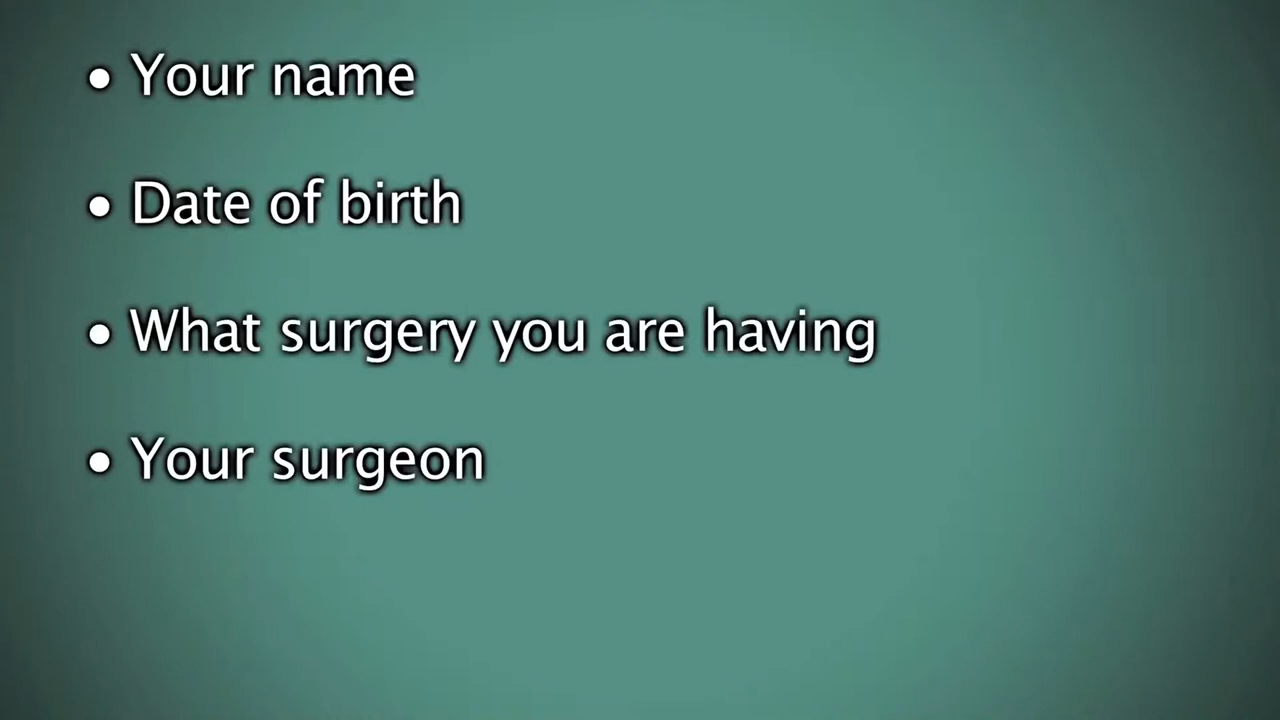 • Your name
• Date of birth
• What surgery you are having
• Your surgeon